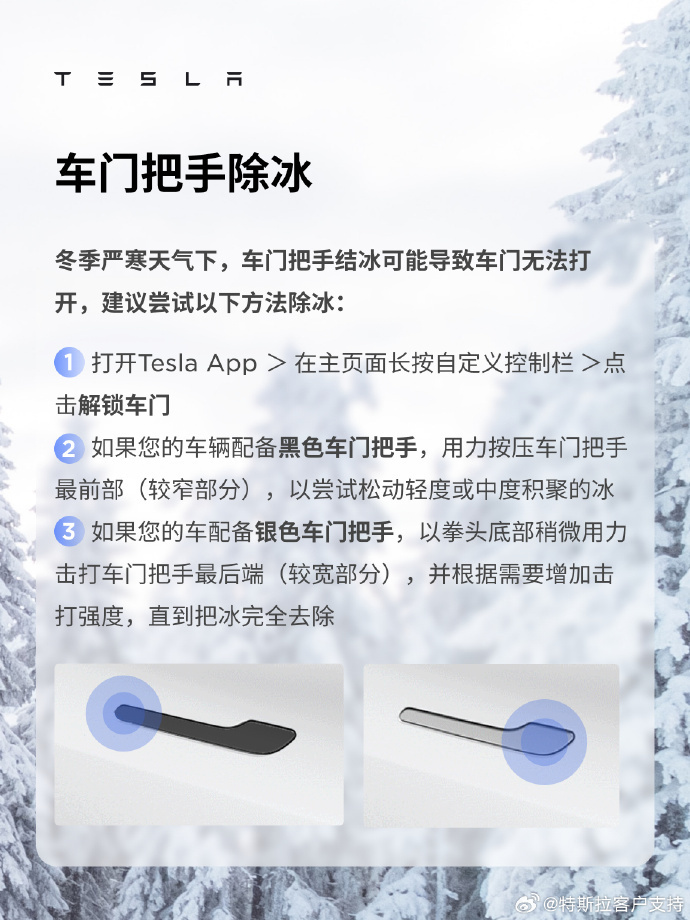 TESLA
车门把手除冰
冬季严寒天气下，车门把手结冰可能导致车门无法打
开，建议尝试以下方法除冰：
1 打开Tesla App ＞ 在主页面长按自定义控制栏 ＞点
击解锁车门
2 如果您的车辆配备黑色车门把手，用力按压车门把手
最前部（较窄部分），以尝试松动轻度或中度积聚的冰
3 如果您的车配备银色车门把手，以拳头底部稍微用力
击打车门把手最后端（较宽部分），并根据需要增加击
打强度，直到把冰完全去除
@特斯拉客户支持